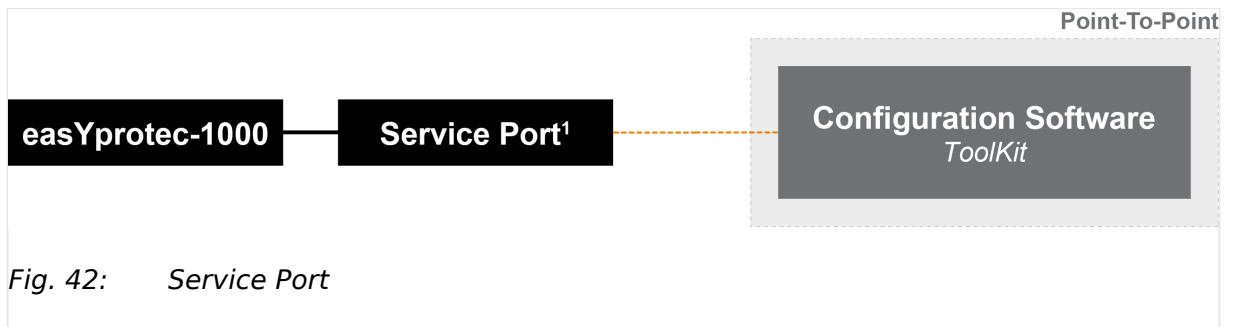 Point-To-Point
easYprotec-1000
Service Port¹
Configuration Software
ToolKit
Fig. 42: Service Port